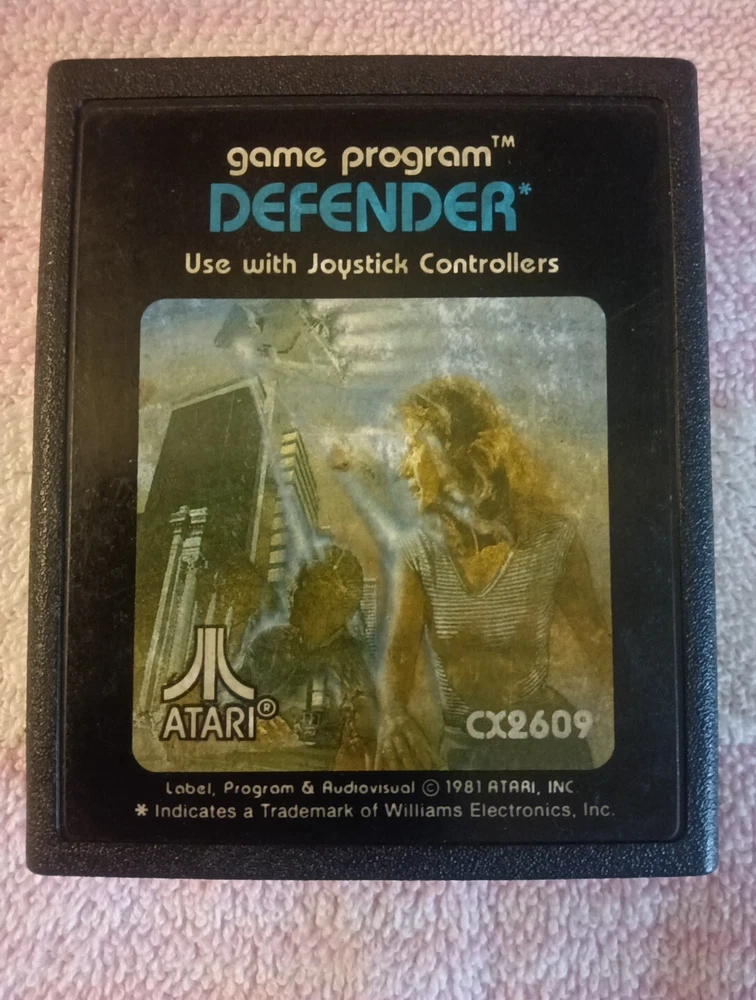 game program™
DEFENDER*
Use with Joystick Controllers
ATARI®
CX2609
Label, Program & Audiovisual © 1981 ATARI, INC.
* Indicates a Trademark of Williams Electronics, Inc.